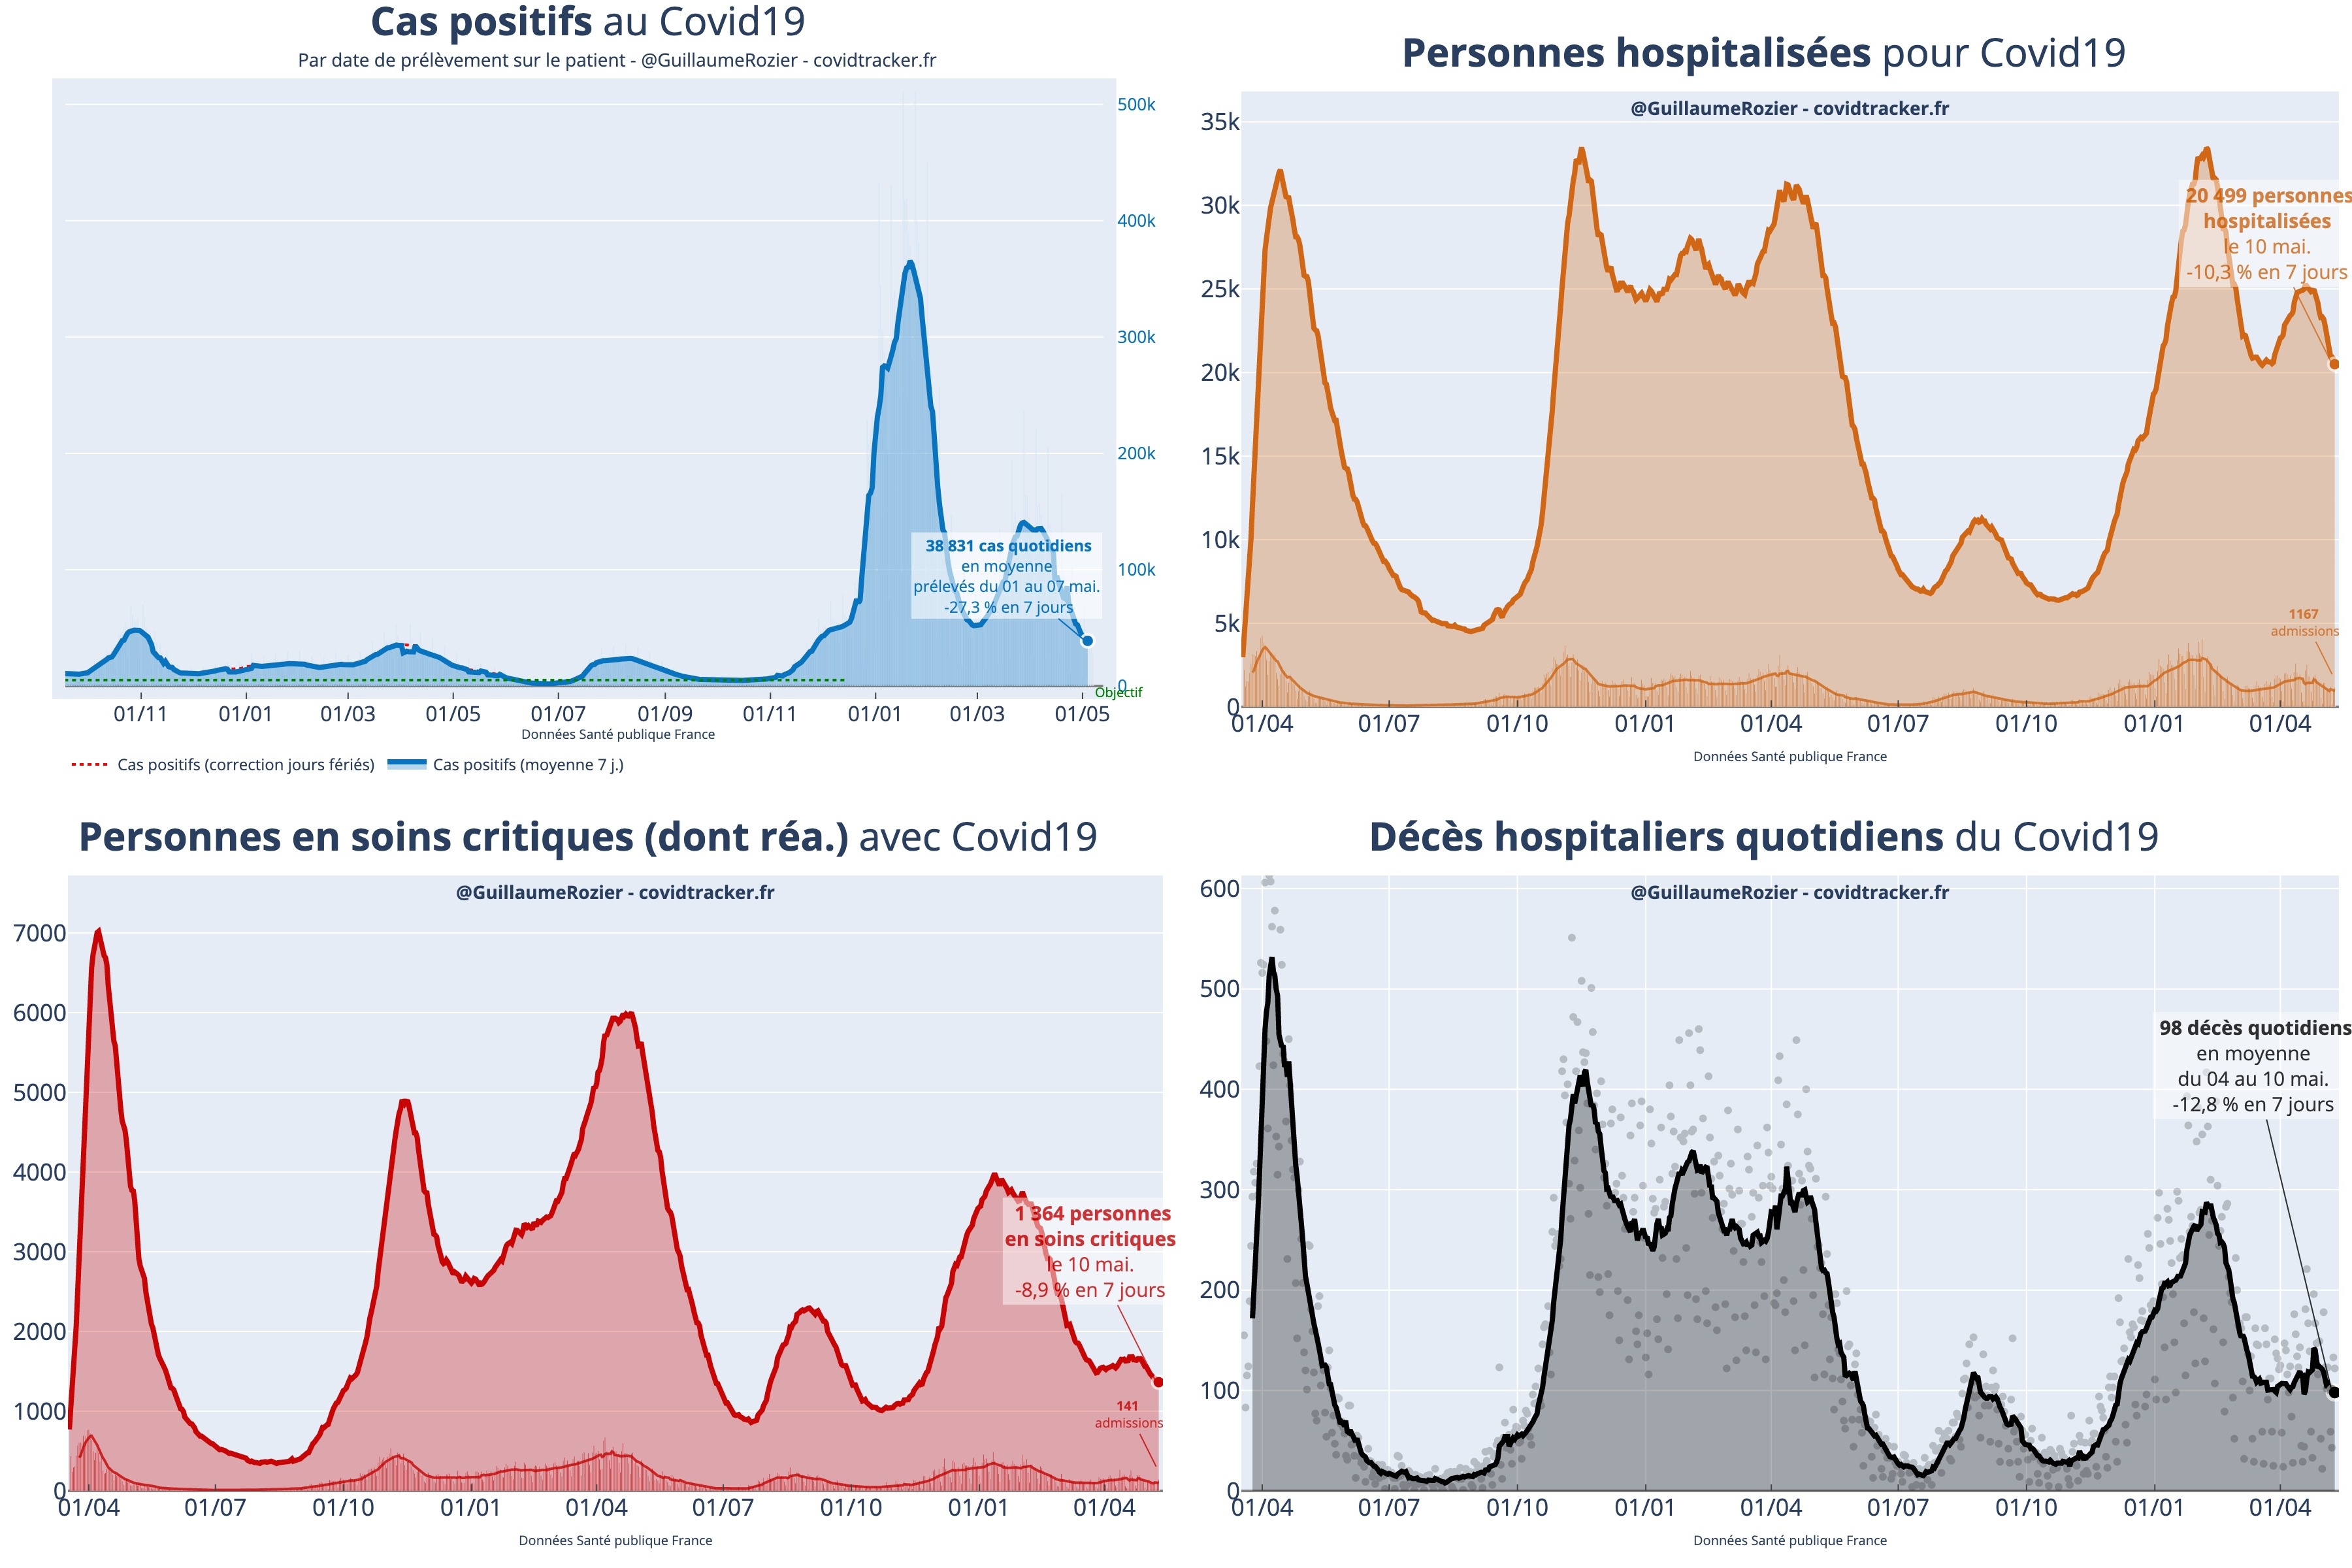 Cas positifs au Covid19
Par date de prélèvement sur le patient - @GuillaumeRozier - covidtracker.fr
500k
400k
300k
200k
100k
0
38 831 cas quotidiens
en moyenne
prélevés du 01 au 07 mai.
-27,3 % en 7 jours
Objectif
01/11 01/01 01/03 01/05 01/07 01/09 01/11 01/01 01/03 01/05
Données Santé publique France
Cas positifs (correction jours fériés) Cas positifs (moyenne 7 j.)
Personnes hospitalisées pour Covid19
@GuillaumeRozier - covidtracker.fr
35k
30k
25k
20k
15k
10k
5k
0
20 499 personnes
hospitalisées
le 10 mai.
-10,3 % en 7 jours
1167
admissions
01/04 01/07 01/10 01/01 01/04 01/07 01/10 01/01 01/04
Données Santé publique France
Personnes en soins critiques (dont réa.) avec Covid19
@GuillaumeRozier - covidtracker.fr
7000
6000
5000
4000
3000
2000
1000
0
1 364 personnes
en soins critiques
le 10 mai.
-8,9 % en 7 jours
141
admissions
01/04 01/07 01/10 01/01 01/04 01/07 01/10 01/01 01/04
Données Santé publique France
Décès hospitaliers quotidiens du Covid19
@GuillaumeRozier - covidtracker.fr
600
500
400
300
200
100
0
98 décès quotidiens
en moyenne
du 04 au 10 mai.
-12,8 % en 7 jours
01/04 01/07 01/10 01/01 01/04 01/07 01/10 01/01 01/04
Données Santé publique France